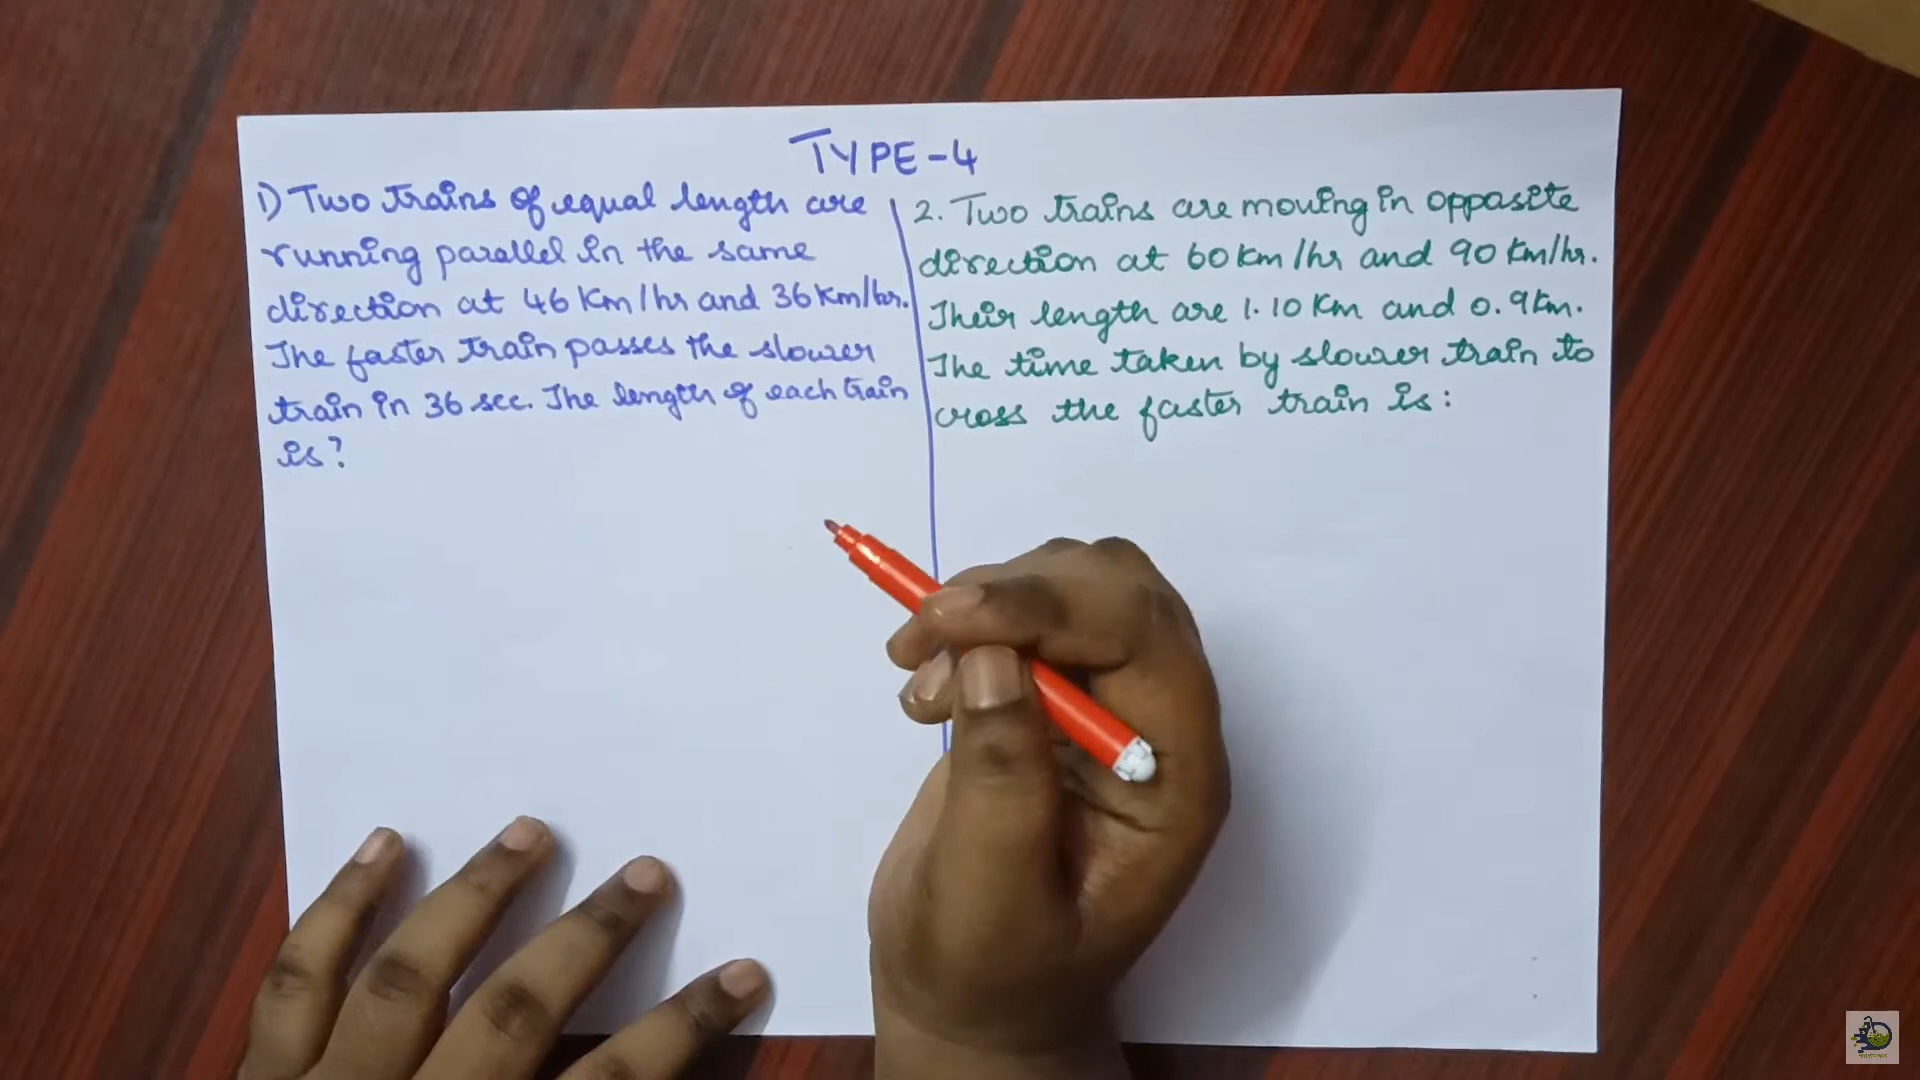 TYPE-4
1) Two trains of equal length are
running parallel in the same
direction at 46 Km/hr and 36 Km/hr.
The faster train passes the slower
train in 36 sec. The length of each train
is?
2. Two trains are moving in opposite
direction at 60 km/hr and 90 km/hr.
Their length are 1.10 Km and 0.9 km.
The time taken by slower train to
cross the faster train is: